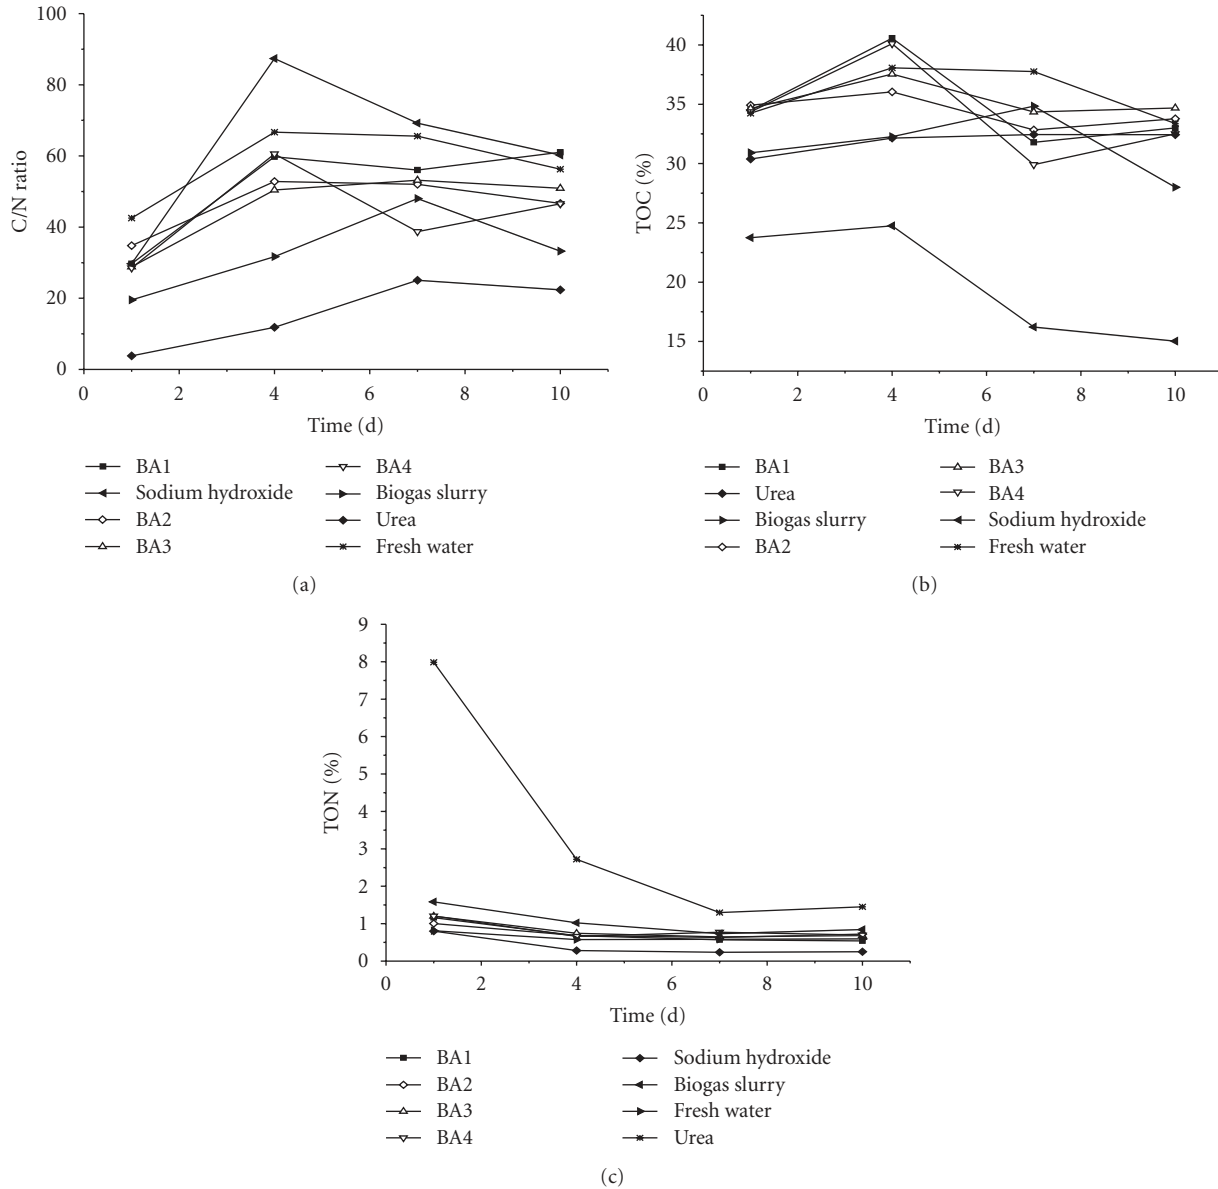 100
80
60
40
20
0
C/N ratio
0 2 4 6 8 10
Time (d)
BA1
Sodium hydroxide
BA2
BA3
BA4
Biogas slurry
Urea
Fresh water
(a)
40
35
30
25
20
15
TOC (%)
0 2 4 6 8 10
Time (d)
BA1
Urea
Biogas slurry
BA2
BA3
BA4
Sodium hydroxide
Fresh water
(b)
9
8
7
6
5
4
3
2
1
0
TON (%)
0 2 4 6 8 10
Time (d)
BA1
BA2
BA3
BA4
Sodium hydroxide
Biogas slurry
Fresh water
Urea
(c)